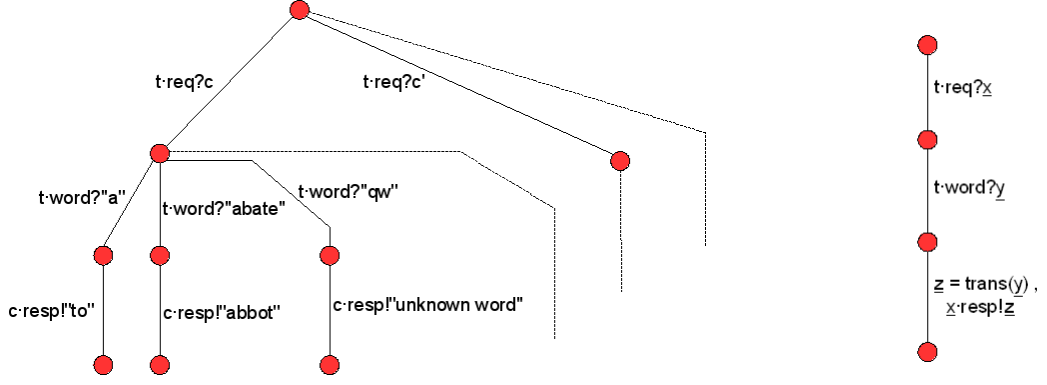 t·req?c
t·req?c'
t·word?"a"
t·word?"abate"
t·word?"qw"
c·resp!"to"
c·resp!"abbot"
c·resp!"unknown word"
t·req?x
t·word?y
z = trans(y) ,
x·resp!z